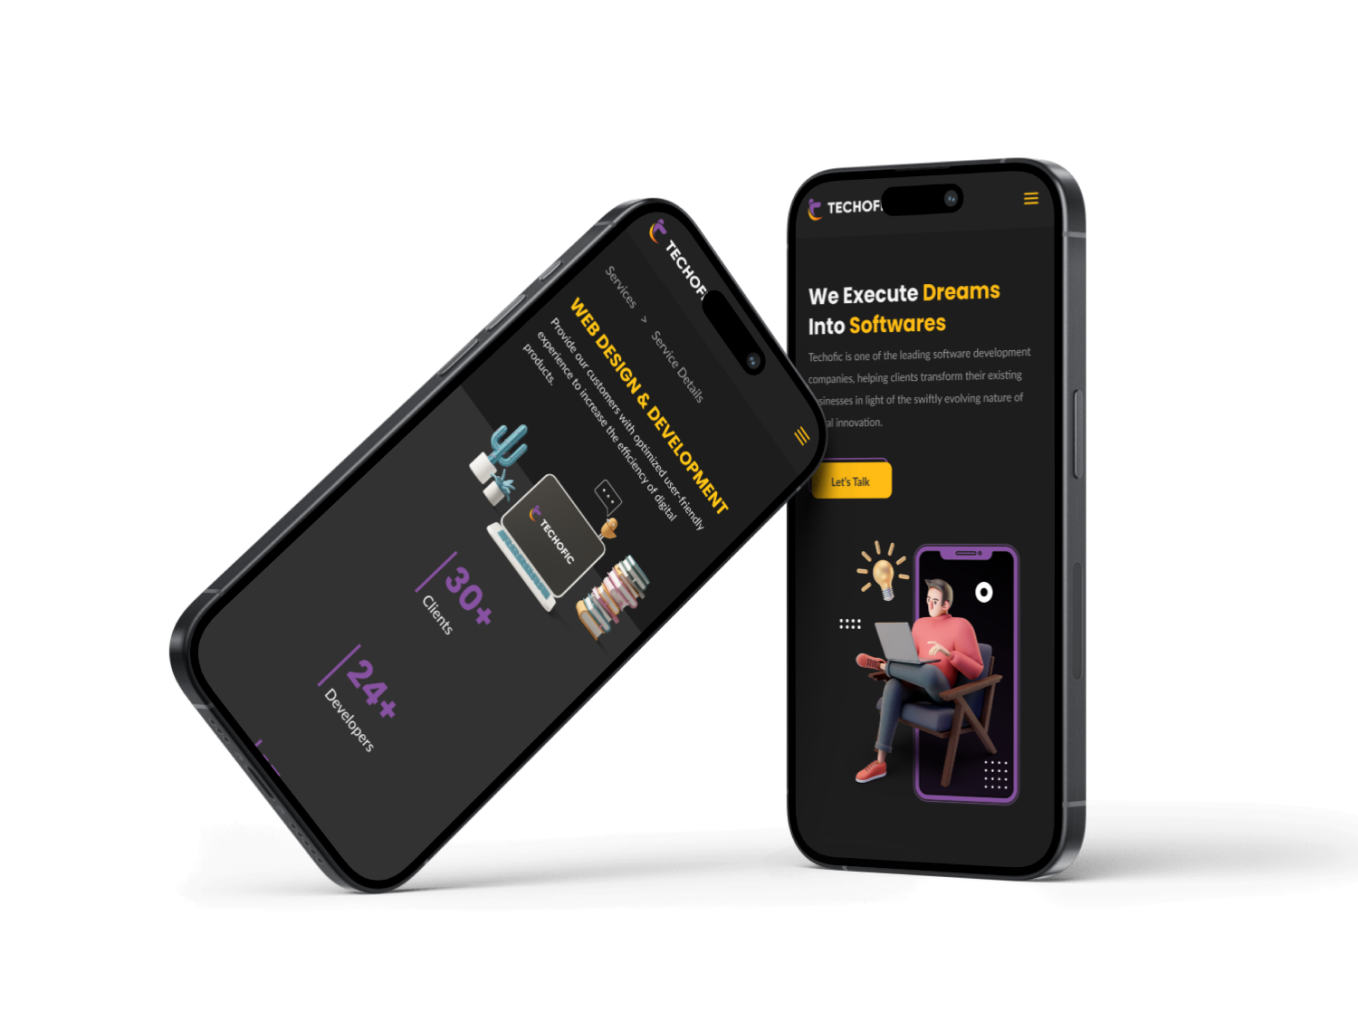 TECHOF
Services > Service Details
WEB DESIGN & DEVELOPMENT
Provide our customers with optimized user-friendly
experience to increase the efficiency of digital
products.
TECHOFIC
30+
Clients
24+
Developers
TECHOF
We Execute Dreams
Into Softwares
Techofic is one of the leading software development
companies, helping clients transform their existing
usinesses in light of the swiftly evolving nature of
al innovation.
Let's Talk